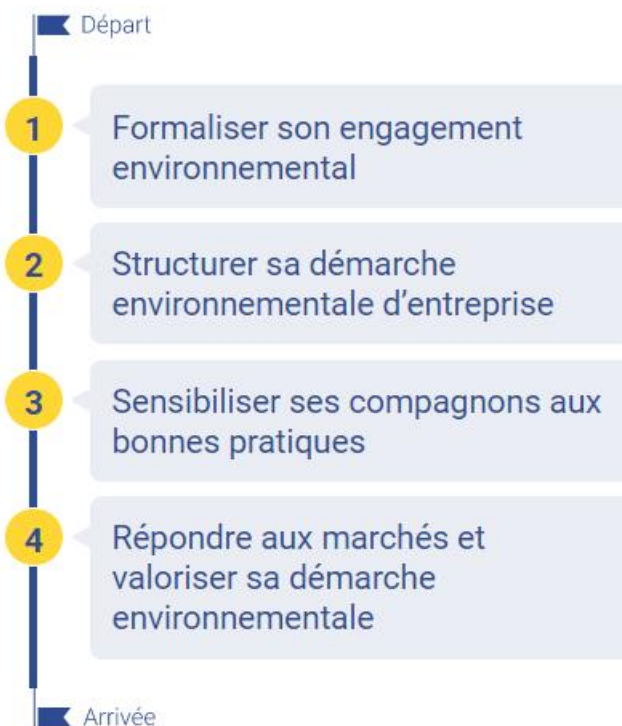 Départ
1
Formaliser son engagement
environnemental
2
Structurer sa démarche
environnementale d'entreprise
3
Sensibiliser ses compagnons aux
bonnes pratiques
4
Répondre aux marchés et
valoriser sa démarche
environnementale
Arrivée